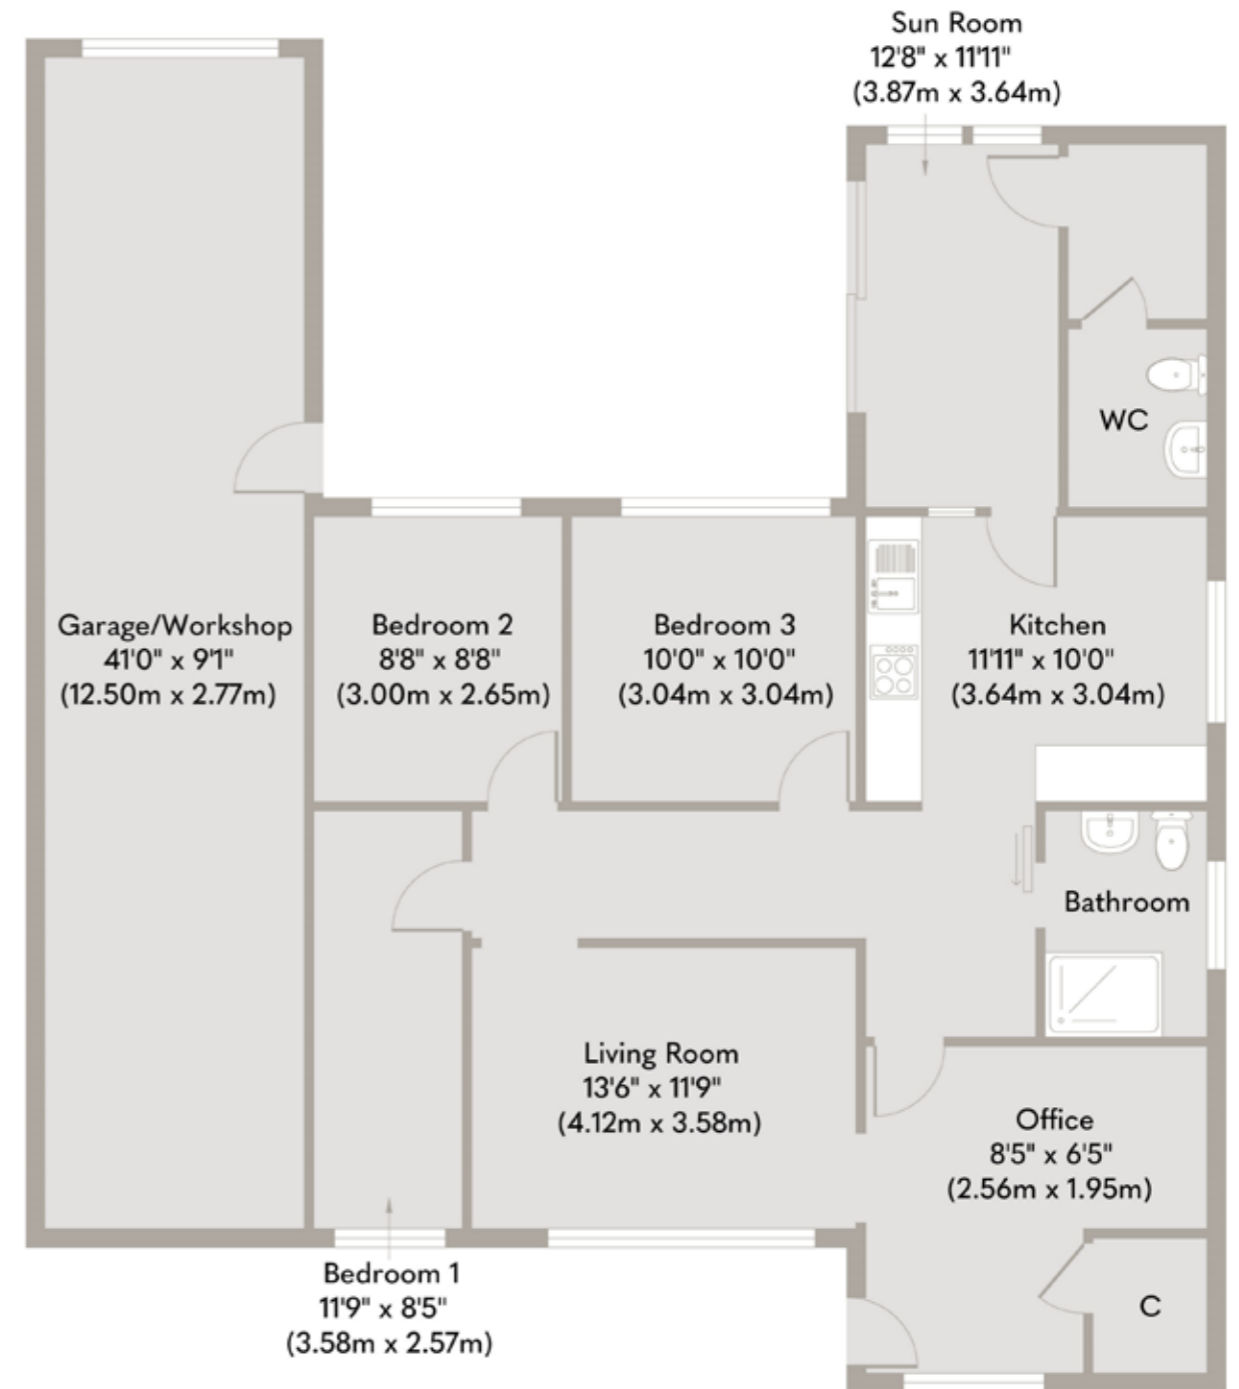 Sun Room
12'8" x 11'11"
(3.87m x 3.64m)
WC
Garage/Workshop
41'0" x 9'1"
(12.50m x 2.77m)
Bedroom 2
8'8" x 8'8"
(3.00m x 2.65m)
Bedroom 3
10'0" x 10'0"
(3.04m x 3.04m)
Kitchen
11'11" x 10'0"
(3.64m x 3.04m)
Bathroom
Living Room
13'6" x 11'9"
(4.12m x 3.58m)
Office
8'5" x 6'5"
(2.56m x 1.95m)
Bedroom 1
11'9" x 8'5"
(3.58m x 2.57m)
C